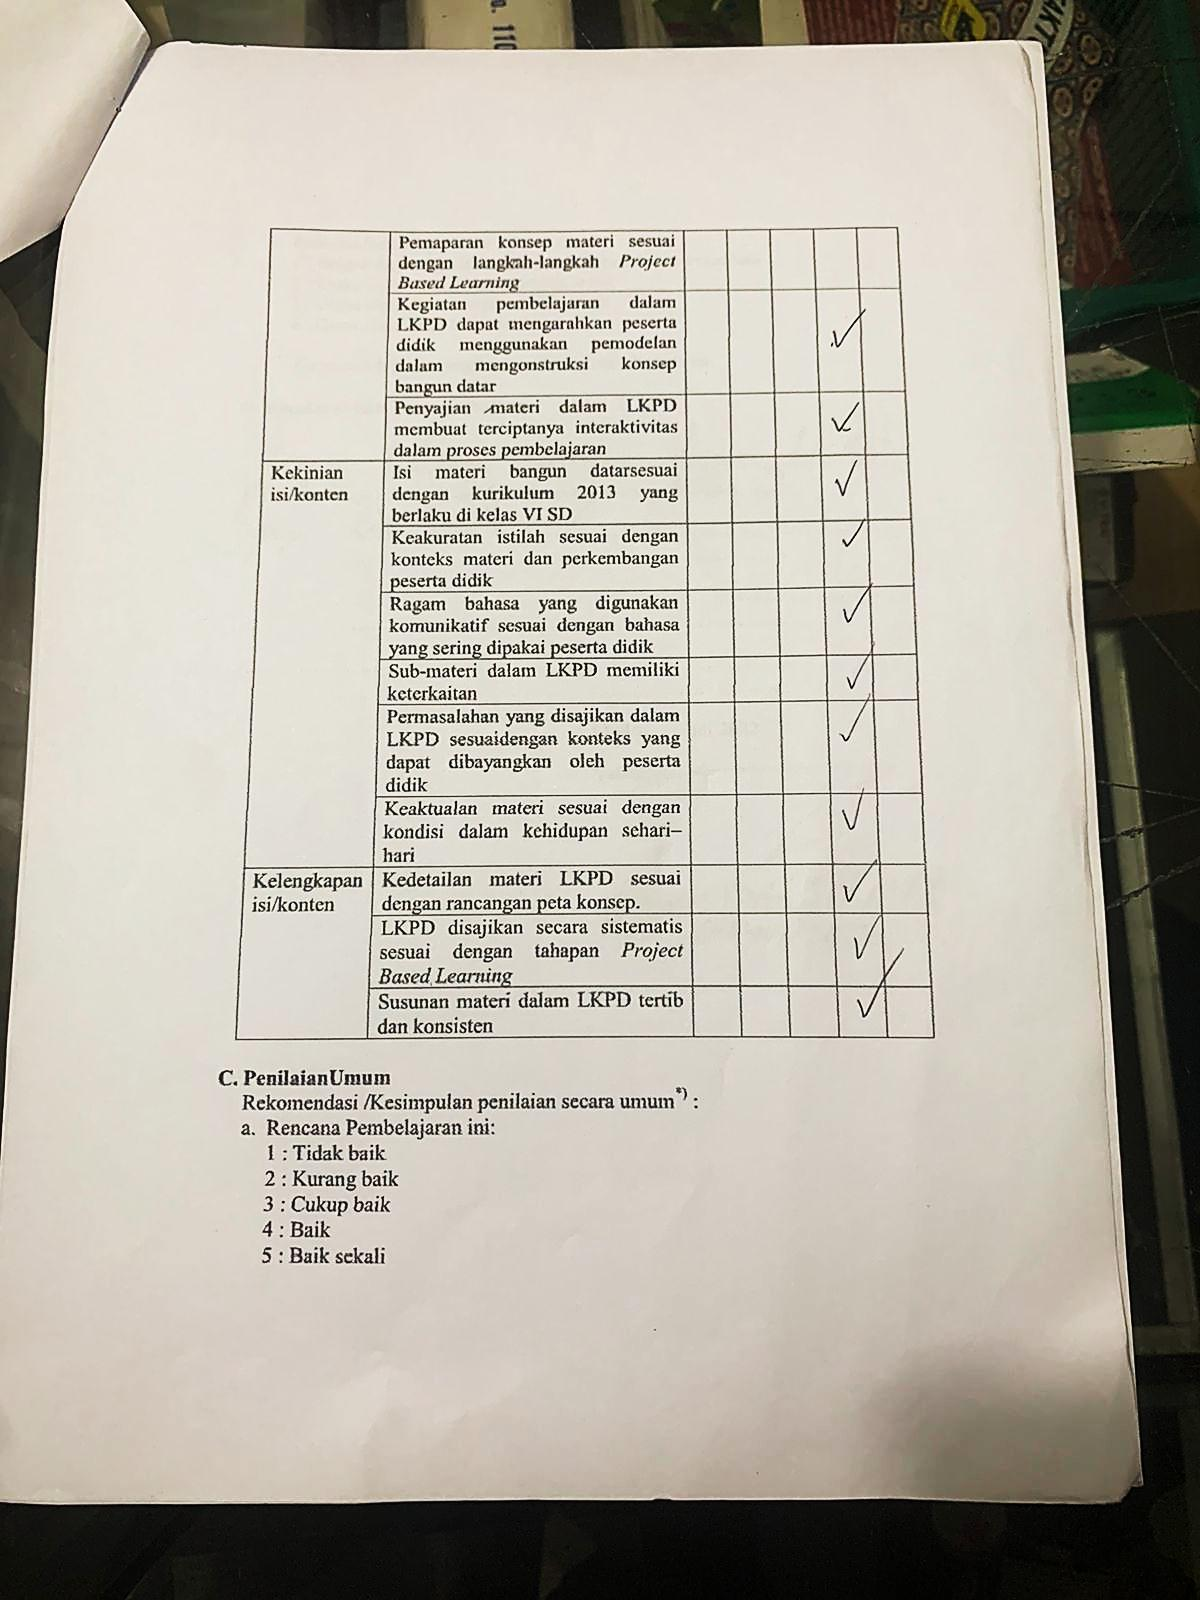 110
Pemaparan konsep materi sesuai
dengan langkah-langkah Project
Based Learning
Kegiatan pembelajaran dalam
LKPD dapat mengarahkan peserta
didik menggunakan pemodelan
dalam mengonstruksi konsep
bangun datar
Penyajian materi dalam LKPD
membuat terciptanya interaktivitas
dalam proses pembelajaran
Kekinian
isi/konten
Isi materi bangun datarsesuai
dengan kurikulum 2013 yang
berlaku di kelas VI SD
Keakuratan istilah sesuai dengan
konteks materi dan perkembangan
peserta didik
Ragam bahasa yang digunakan
komunikatif sesuai dengan bahasa
yang sering dipakai peserta didik
Sub-materi dalam LKPD memiliki
keterkaitan
Permasalahan yang disajikan dalam
LKPD sesuaidengan konteks yang
dapat dibayangkan oleh peserta
didik
Keaktualan materi sesuai dengan
kondisi dalam kehidupan sehari–
hari
Kelengkapan
isi/konten
Kedetailan materi LKPD sesuai
dengan rancangan peta konsep.
LKPD disajikan secara sistematis
sesuai dengan tahapan Project
Based Learning
Susunan materi dalam LKPD tertib
dan konsisten
C. PenilaianUmum
Rekomendasi /Kesimpulan penilaian secara umum*) :
a. Rencana Pembelajaran ini:
1 : Tidak baik
2 : Kurang baik
3 : Cukup baik
4 : Baik
5 : Baik sekali